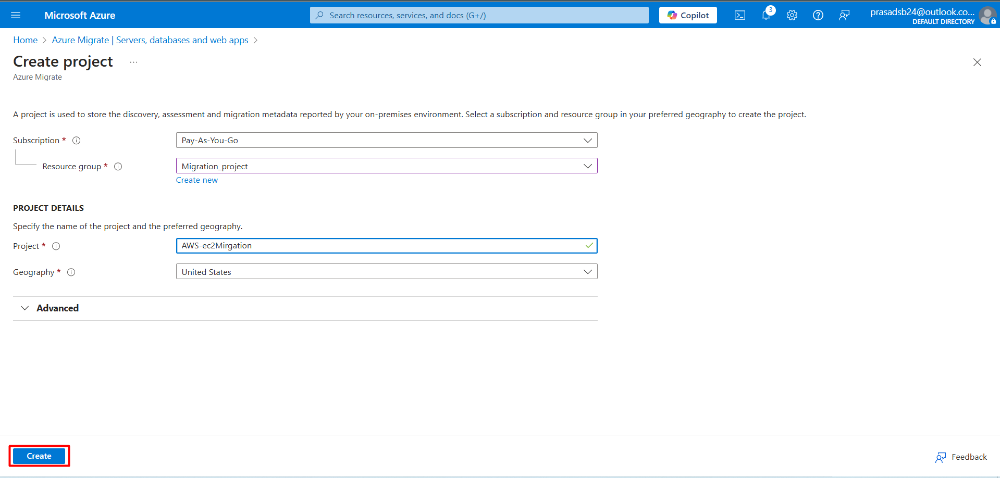 Microsoft Azure
Search resources, services, and docs (G+/)
Copilot
3
prasadsb24@outlook.co...
DEFAULT DIRECTORY
Home > Azure Migrate | Servers, databases and web apps >
Create project ...
Azure Migrate
A project is used to store the discovery, assessment and migration metadata reported by your on-premises environment. Select a subscription and resource group in your preferred geography to create the project.
Subscription * Pay-As-You-Go
Resource group * Migration_project
Create new
PROJECT DETAILS
Specify the name of the project and the preferred geography.
Project * AWS-ec2Mirgation
Geography * United States
Advanced
Create
Feedback